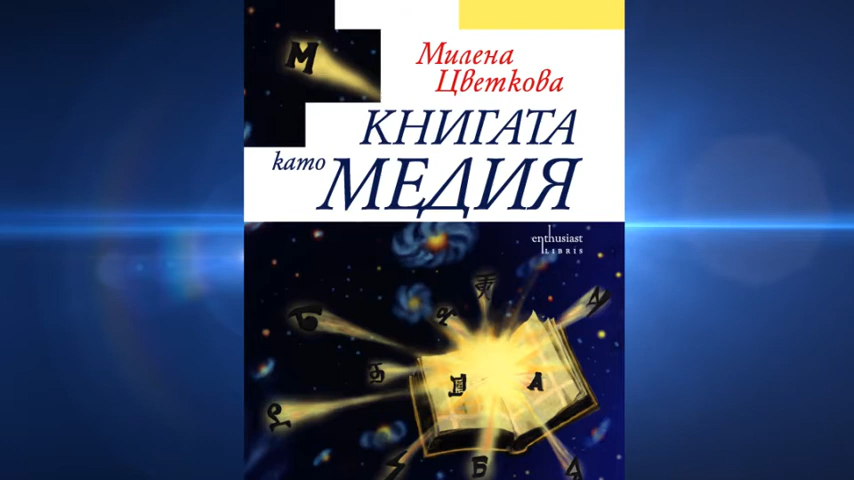 М
Милена
Цветкова
КНИГАТА
като МЕДИЯ
enthusiast
LIBRIS
Б
А
Б